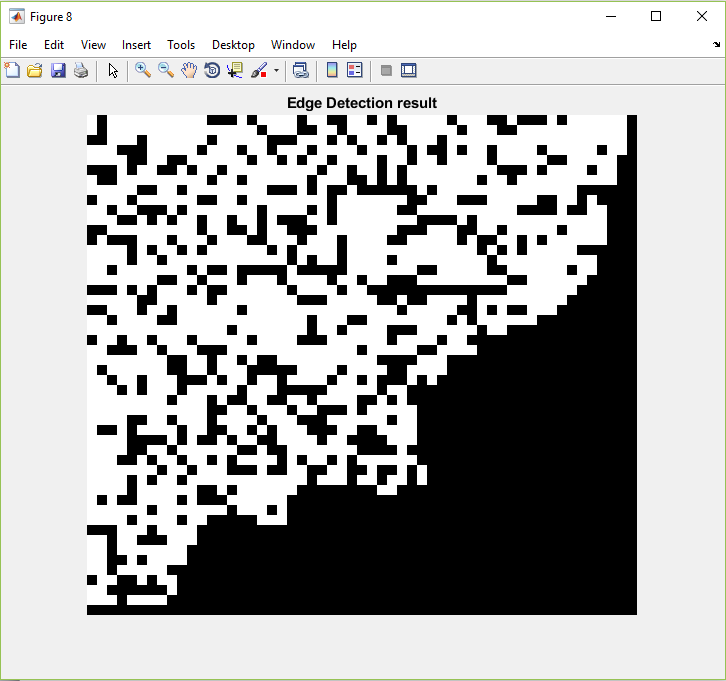 Figure 8
File Edit View Insert Tools Desktop Window Help
Edge Detection result